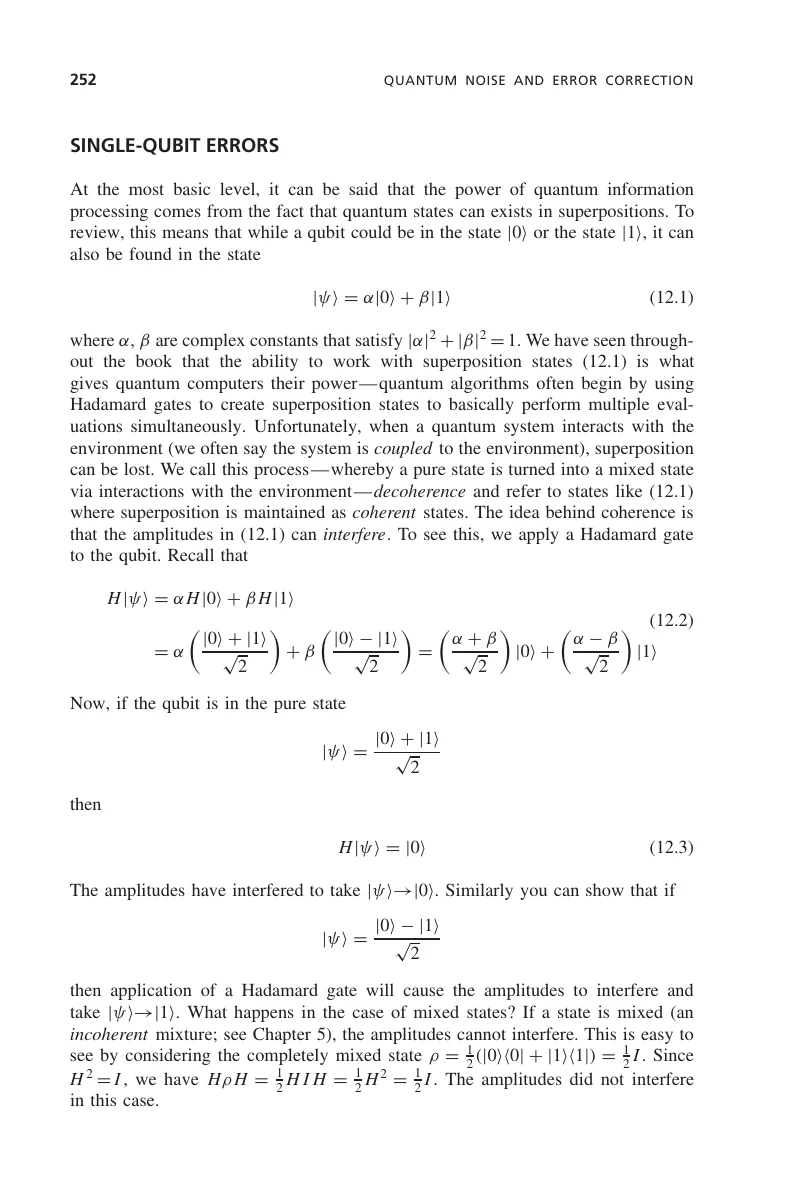 252 QUANTUM NOISE AND ERROR CORRECTION
SINGLE-QUBIT ERRORS
At the most basic level, it can be said that the power of quantum information
processing comes from the fact that quantum states can exists in superpositions. To
review, this means that while a qubit could be in the state |0⟩ or the state |1⟩, it can
also be found in the state
|ψ⟩ = α|0⟩ + β|1⟩ (12.1)
where α, β are complex constants that satisfy |α|² + |β|² = 1. We have seen through-
out the book that the ability to work with superposition states (12.1) is what
gives quantum computers their power—quantum algorithms often begin by using
Hadamard gates to create superposition states to basically perform multiple eval-
uations simultaneously. Unfortunately, when a quantum system interacts with the
environment (we often say the system is coupled to the environment), superposition
can be lost. We call this process—whereby a pure state is turned into a mixed state
via interactions with the environment—decoherence and refer to states like (12.1)
where superposition is maintained as coherent states. The idea behind coherence is
that the amplitudes in (12.1) can interfere. To see this, we apply a Hadamard gate
to the qubit. Recall that
H|ψ⟩ = αH|0⟩ + βH|1⟩
(12.2)
= α((|0⟩ + |1⟩)/√2) + β((|0⟩ − |1⟩)/√2) = ((α + β)/√2)|0⟩ + ((α − β)/√2)|1⟩
Now, if the qubit is in the pure state
|ψ⟩ = (|0⟩ + |1⟩)/√2
then
H|ψ⟩ = |0⟩ (12.3)
The amplitudes have interfered to take |ψ⟩→|0⟩. Similarly you can show that if
|ψ⟩ = (|0⟩ − |1⟩)/√2
then application of a Hadamard gate will cause the amplitudes to interfere and
take |ψ⟩→|1⟩. What happens in the case of mixed states? If a state is mixed (an
incoherent mixture; see Chapter 5), the amplitudes cannot interfere. This is easy to
see by considering the completely mixed state ρ = ½(|0⟩⟨0| + |1⟩⟨1|) = ½I. Since
H² = I, we have HρH = ½HIH = ½H² = ½I. The amplitudes did not interfere
in this case.